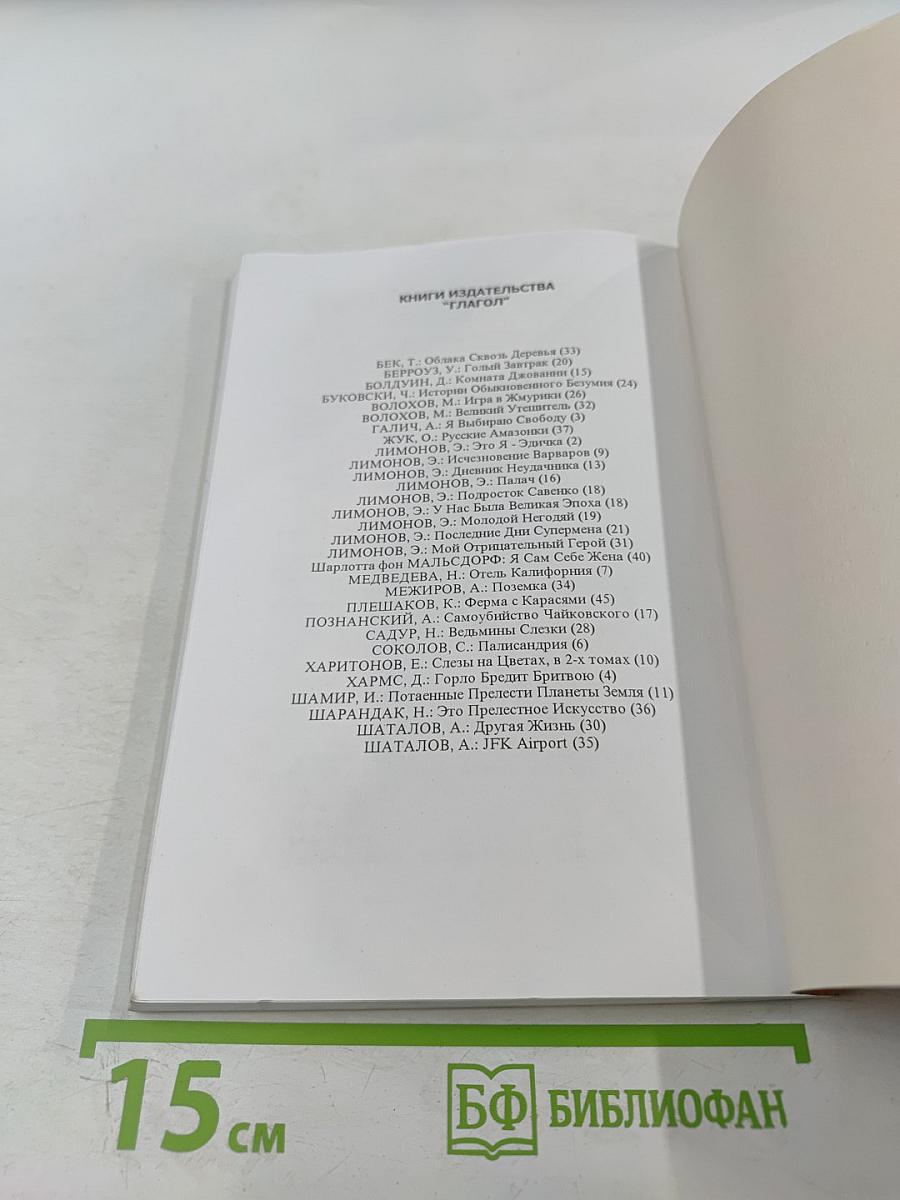 КНИГИ ИЗДАТЕЛЬСТВА
"ГЛАГОЛ"
БЕК, Т.: Облака Сквозь Деревья (33)
БЕРРОУЗ, У.: Голый Завтрак (20)
БОЛДУИН, Д.: Комната Джованни (15)
БУКОВСКИ, Ч.: Истории Обыкновенного Безумия (24)
ВОЛОХОВ, М.: Игра в Жмурики (26)
ВОЛОХОВ, М.: Великий Утешитель (32)
ГАЛИЧ, А.: Я Выбираю Свободу (3)
ЖУК, О.: Русские Амазонки (37)
ЛИМОНОВ, Э.: Это Я - Эдичка (2)
ЛИМОНОВ, Э.: Исчезновение Варваров (9)
ЛИМОНОВ, Э.: Дневник Неудачника (13)
ЛИМОНОВ, Э.: Палач (16)
ЛИМОНОВ, Э.: Подросток Савенко (18)
ЛИМОНОВ, Э.: У Нас Была Великая Эпоха (18)
ЛИМОНОВ, Э.: Молодой Негодяй (19)
ЛИМОНОВ, Э.: Последние Дни Супермена (21)
ЛИМОНОВ, Э.: Мой Отрицательный Герой (31)
Шарлотта фон МАЛЬСДОРФ: Я Сам Себе Жена (40)
МЕДВЕДЕВА, Н.: Отель Калифорния (7)
МЕЖИРОВ, А.: Поземка (34)
ПЛЕШАКОВ, К.: Ферма с Карасями (45)
ПОЗНАНСКИЙ, А.: Самоубийство Чайковского (17)
САДУР, Н.: Ведьмины Слезки (28)
СОКОЛОВ, С.: Палисандрия (6)
ХАРИТОНОВ, Е.: Слезы на Цветах, в 2-х томах (10)
ХАРМС, Д.: Горло Бредит Бритвою (4)
ШАМИР, И.: Потаенные Прелести Планеты Земля (11)
ШАРАНДАК, Н.: Это Прелестное Искусство (36)
ШАТАЛОВ, А.: Другая Жизнь (30)
ШАТАЛОВ, А.: JFK Airport (35)
15 см
БФ БИБЛИОФАН